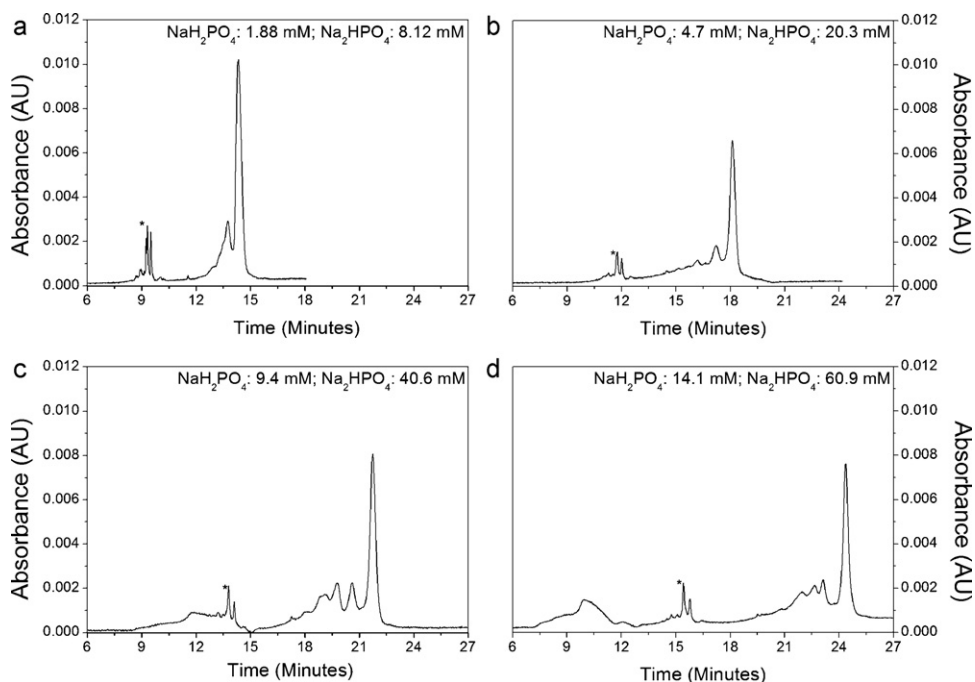 a
NaH₂PO₄: 1.88 mM; Na₂HPO₄: 8.12 mM
0.012
0.010
0.008
0.006
0.004
0.002
0.000
Absorbance (AU)
*
6 9 12 15 18 21 24 27
Time (Minutes)
b
NaH₂PO₄: 4.7 mM; Na₂HPO₄: 20.3 mM
0.012
0.010
0.008
0.006
0.004
0.002
0.000
Absorbance (AU)
*
6 9 12 15 18 21 24 27
Time (Minutes)
c
NaH₂PO₄: 9.4 mM; Na₂HPO₄: 40.6 mM
0.012
0.010
0.008
0.006
0.004
0.002
0.000
Absorbance (AU)
*
6 9 12 15 18 21 24 27
Time (Minutes)
d
NaH₂PO₄: 14.1 mM; Na₂HPO₄: 60.9 mM
0.012
0.010
0.008
0.006
0.004
0.002
0.000
Absorbance (AU)
*
6 9 12 15 18 21 24 27
Time (Minutes)